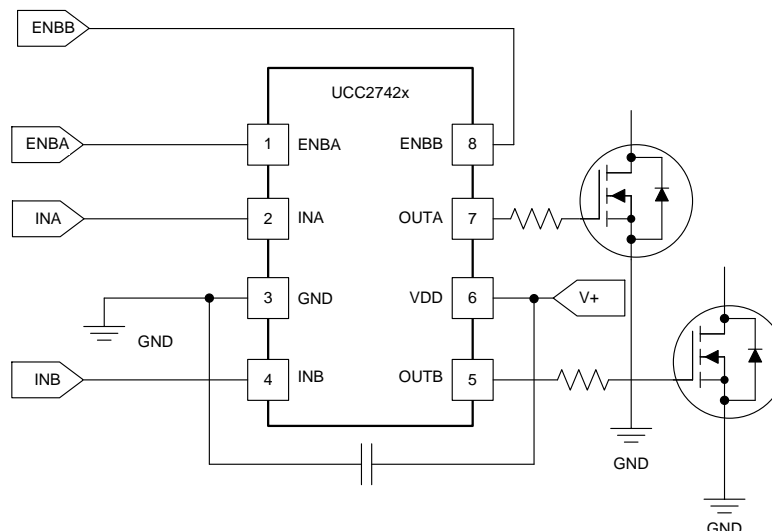 ENBB
UCC2742x
ENBA
1
ENBA
ENBB
8
INA
2
INA
OUTA
7
3
GND
VDD
6
V+
GND
INB
4
INB
OUTB
5
GND
GND